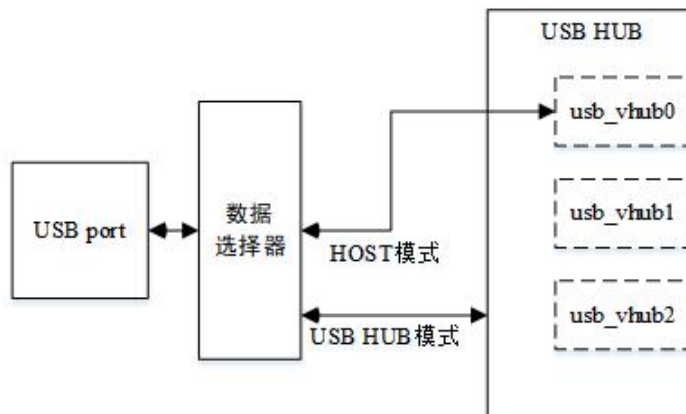 USB HUB
usb_vhub0
USB port
数据
选择器
usb_vhub1
HOST模式
usb_vhub2
USB HUB模式